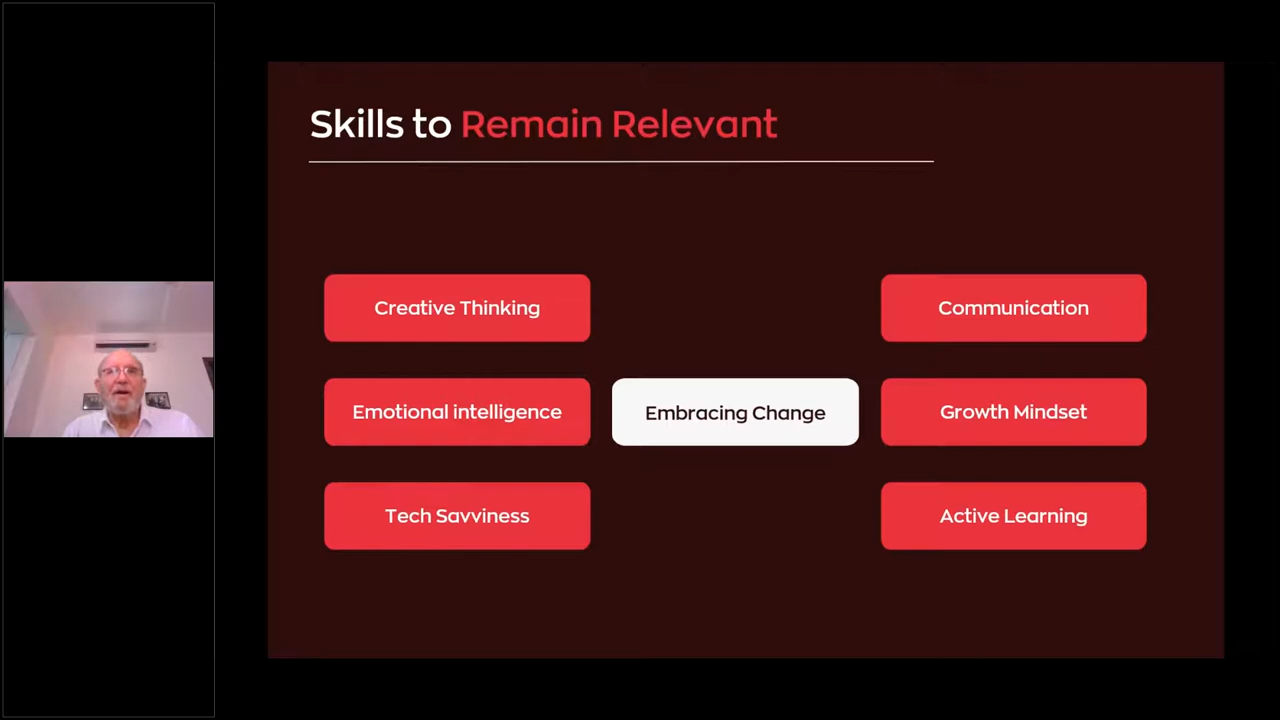 Skills to Remain Relevant
Creative Thinking
Communication
Emotional intelligence
Embracing Change
Growth Mindset
Tech Savviness
Active Learning